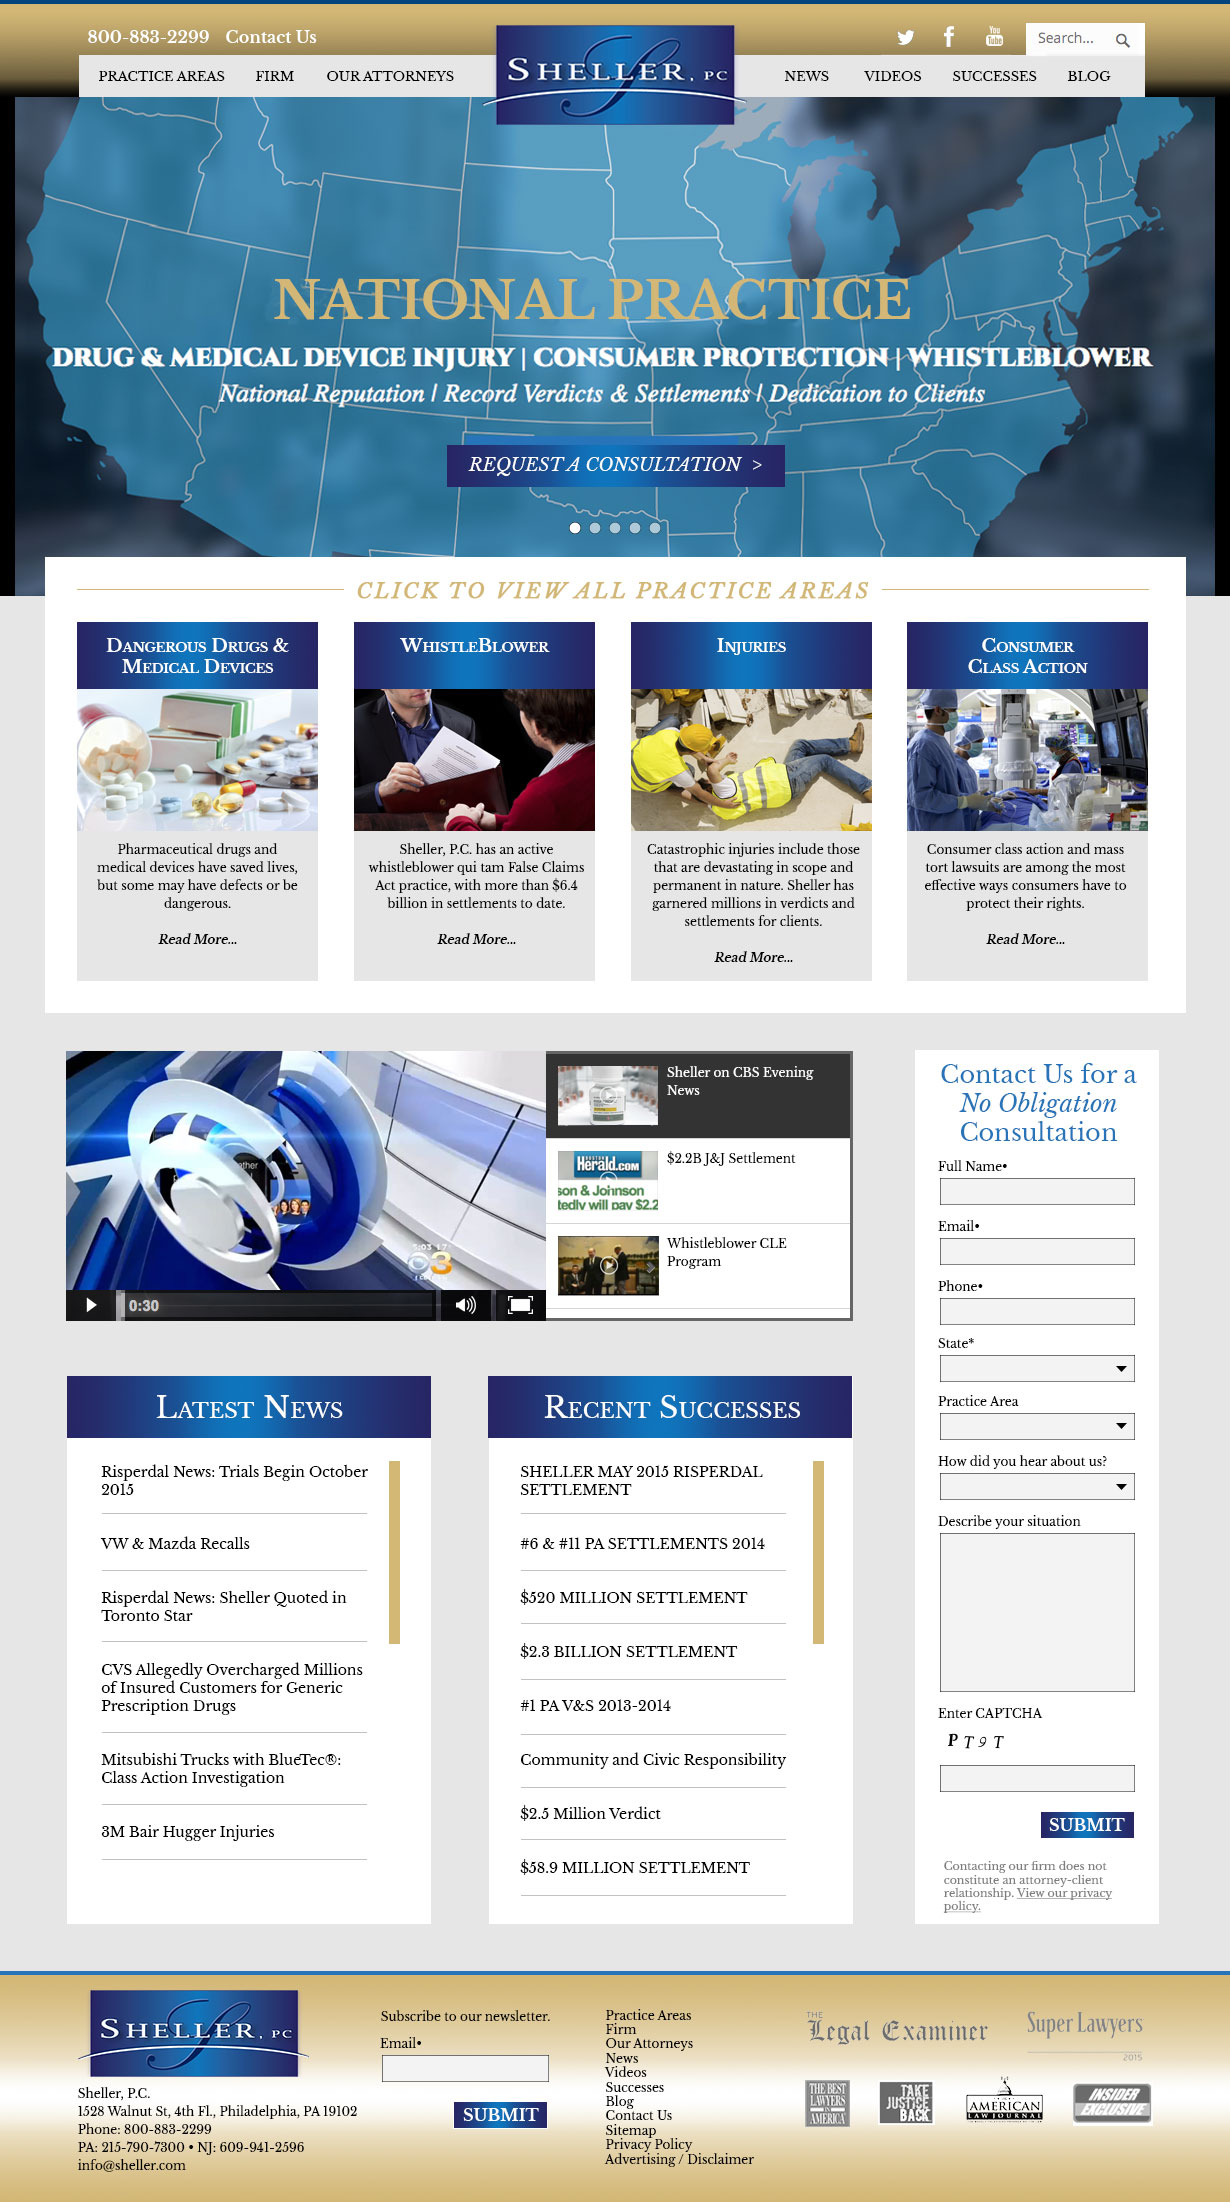 800-883-2299 Contact Us
You
Tube
Search...
PRACTICE AREAS FIRM OUR ATTORNEYS
SHELLER, PC
NEWS VIDEOS SUCCESSES BLOG
NATIONAL PRACTICE
DRUG & MEDICAL DEVICE INJURY | CONSUMER PROTECTION | WHISTLEBLOWER
National Reputation | Record Verdicts & Settlements | Dedication to Clients
REQUEST A CONSULTATION >
CLICK TO VIEW ALL PRACTICE AREAS
DANGEROUS DRUGS &
MEDICAL DEVICES
Pharmaceutical drugs and
medical devices have saved lives,
but some may have defects or be
dangerous.
Read More...
WHISTLEBLOWER
Sheller, P.C. has an active
whistleblower qui tam False Claims
Act practice, with more than $6.4
billion in settlements to date.
Read More...
INJURIES
Catastrophic injuries include those
that are devastating in scope and
permanent in nature. Sheller has
garnered millions in verdicts and
settlements for clients.
Read More...
CONSUMER
CLASS ACTION
Consumer class action and mass
tort lawsuits are among the most
effective ways consumers have to
protect their rights.
Read More...
3
0:30
Sheller on CBS Evening
News
Herald.com
son & Johnson
tedly will pay $2.2
$2.2B J&J Settlement
Whistleblower CLE
Program
LATEST NEWS
Risperdal News: Trials Begin October
2015
VW & Mazda Recalls
Risperdal News: Sheller Quoted in
Toronto Star
CVS Allegedly Overcharged Millions
of Insured Customers for Generic
Prescription Drugs
Mitsubishi Trucks with BlueTec®:
Class Action Investigation
3M Bair Hugger Injuries
RECENT SUCCESSES
SHELLER MAY 2015 RISPERDAL
SETTLEMENT
#6 & #11 PA SETTLEMENTS 2014
$520 MILLION SETTLEMENT
$2.3 BILLION SETTLEMENT
#1 PA V&S 2013-2014
Community and Civic Responsibility
$2.5 Million Verdict
$58.9 MILLION SETTLEMENT
Contact Us for a
No Obligation
Consultation
Full Name•
Email•
Phone•
State*
Practice Area
How did you hear about us?
Describe your situation
Enter CAPTCHA
P T 9 T
SUBMIT
Contacting our firm does not
constitute an attorney-client
relationship. View our privacy
policy.
SHELLER, PC
Sheller, P.C.
1528 Walnut St, 4th Fl., Philadelphia, PA 19102
Phone: 800-883-2299
PA: 215-790-7300 • NJ: 609-941-2596
info@sheller.com
Subscribe to our newsletter.
Email•
SUBMIT
Practice Areas
Firm
Our Attorneys
News
Videos
Successes
Blog
Contact Us
Sitemap
Privacy Policy
Advertising / Disclaimer
THE
Legal Examiner
Super Lawyers
2015
THE BEST
LAWYERS
IN
AMERICA
TAKE
JUSTICE
BACK
AMERICAN
LAW JOURNAL
INSIDER
EXCLUSIVE